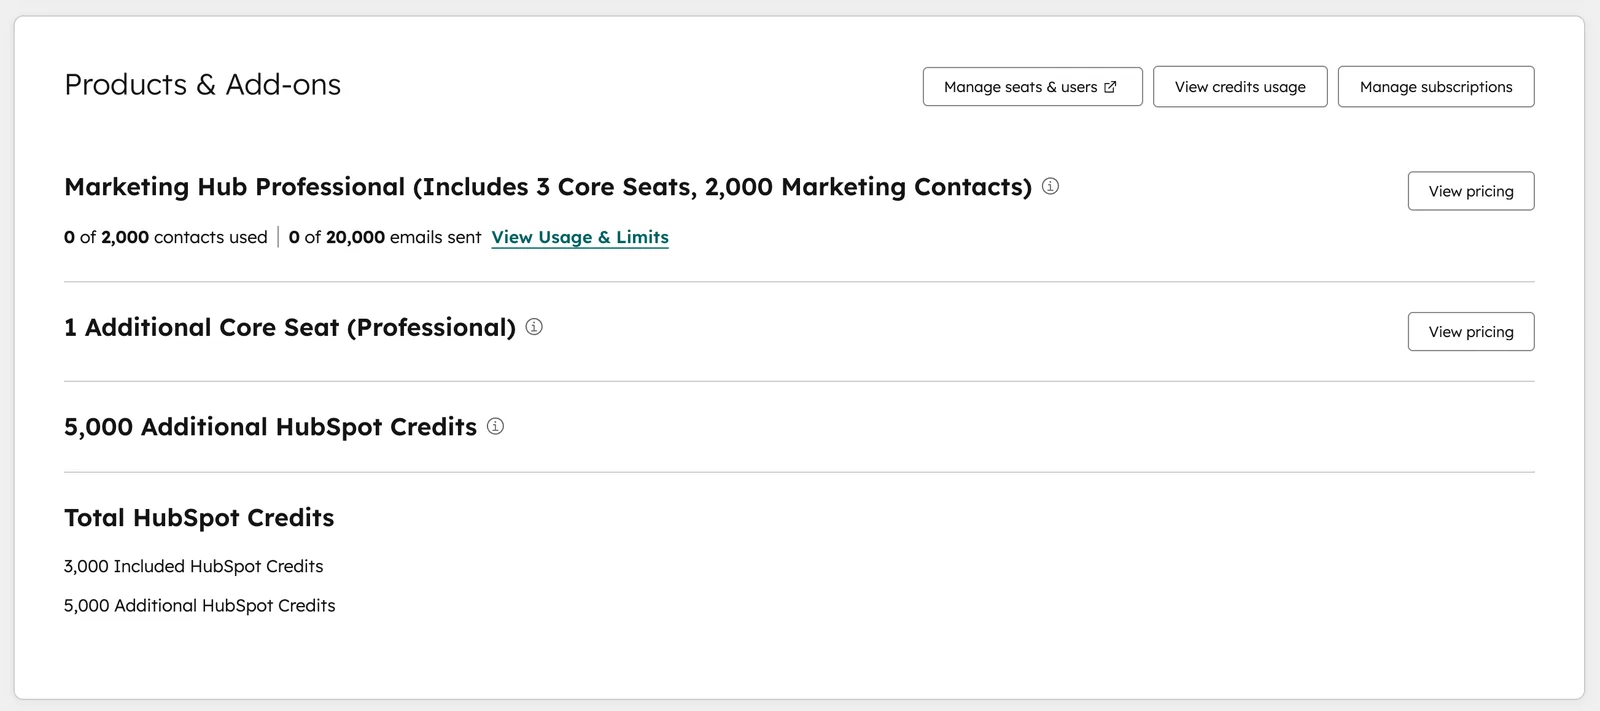 Products & Add-ons
Manage seats & users
View credits usage
Manage subscriptions
Marketing Hub Professional (Includes 3 Core Seats, 2,000 Marketing Contacts)
View pricing
0 of 2,000 contacts used | 0 of 20,000 emails sent View Usage & Limits
1 Additional Core Seat (Professional)
View pricing
5,000 Additional HubSpot Credits
Total HubSpot Credits
3,000 Included HubSpot Credits
5,000 Additional HubSpot Credits